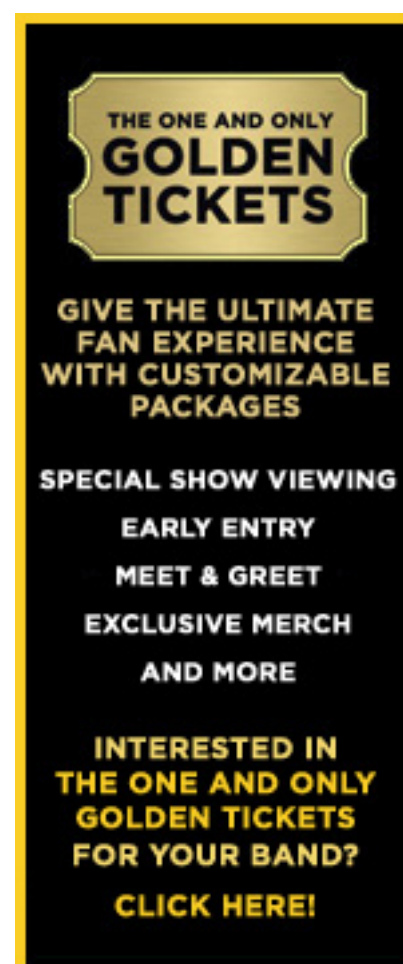 THE ONE AND ONLY
GOLDEN
TICKETS
GIVE THE ULTIMATE
FAN EXPERIENCE
WITH CUSTOMIZABLE
PACKAGES
SPECIAL SHOW VIEWING
EARLY ENTRY
MEET & GREET
EXCLUSIVE MERCH
AND MORE
INTERESTED IN
THE ONE AND ONLY
GOLDEN TICKETS
FOR YOUR BAND?
CLICK HERE!